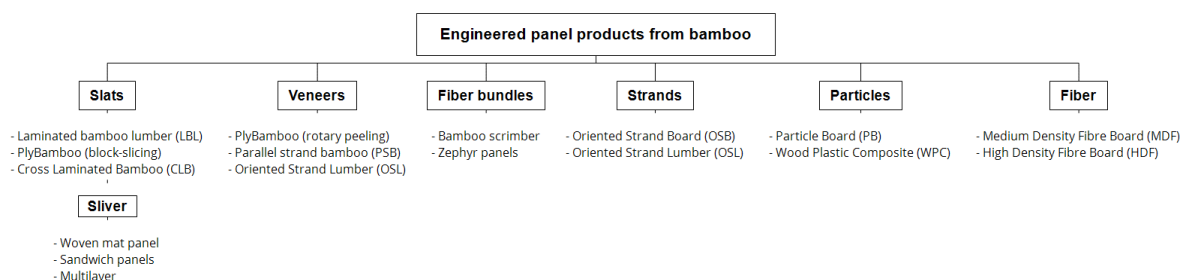 Engineered panel products from bamboo
Slats
- Laminated bamboo lumber (LBL)
- PlyBamboo (block-slicing)
- Cross Laminated Bamboo (CLB)
Sliver
- Woven mat panel
- Sandwich panels
- Multilayer
Veneers
- PlyBamboo (rotary peeling)
- Parallel strand bamboo (PSB)
- Oriented Strand Lumber (OSL)
Fiber bundles
- Bamboo scrimber
- Zephyr panels
Strands
- Oriented Strand Board (OSB)
- Oriented Strand Lumber (OSL)
Particles
- Particle Board (PB)
- Wood Plastic Composite (WPC)
Fiber
- Medium Density Fibre Board (MDF)
- High Density Fibre Board (HDF)